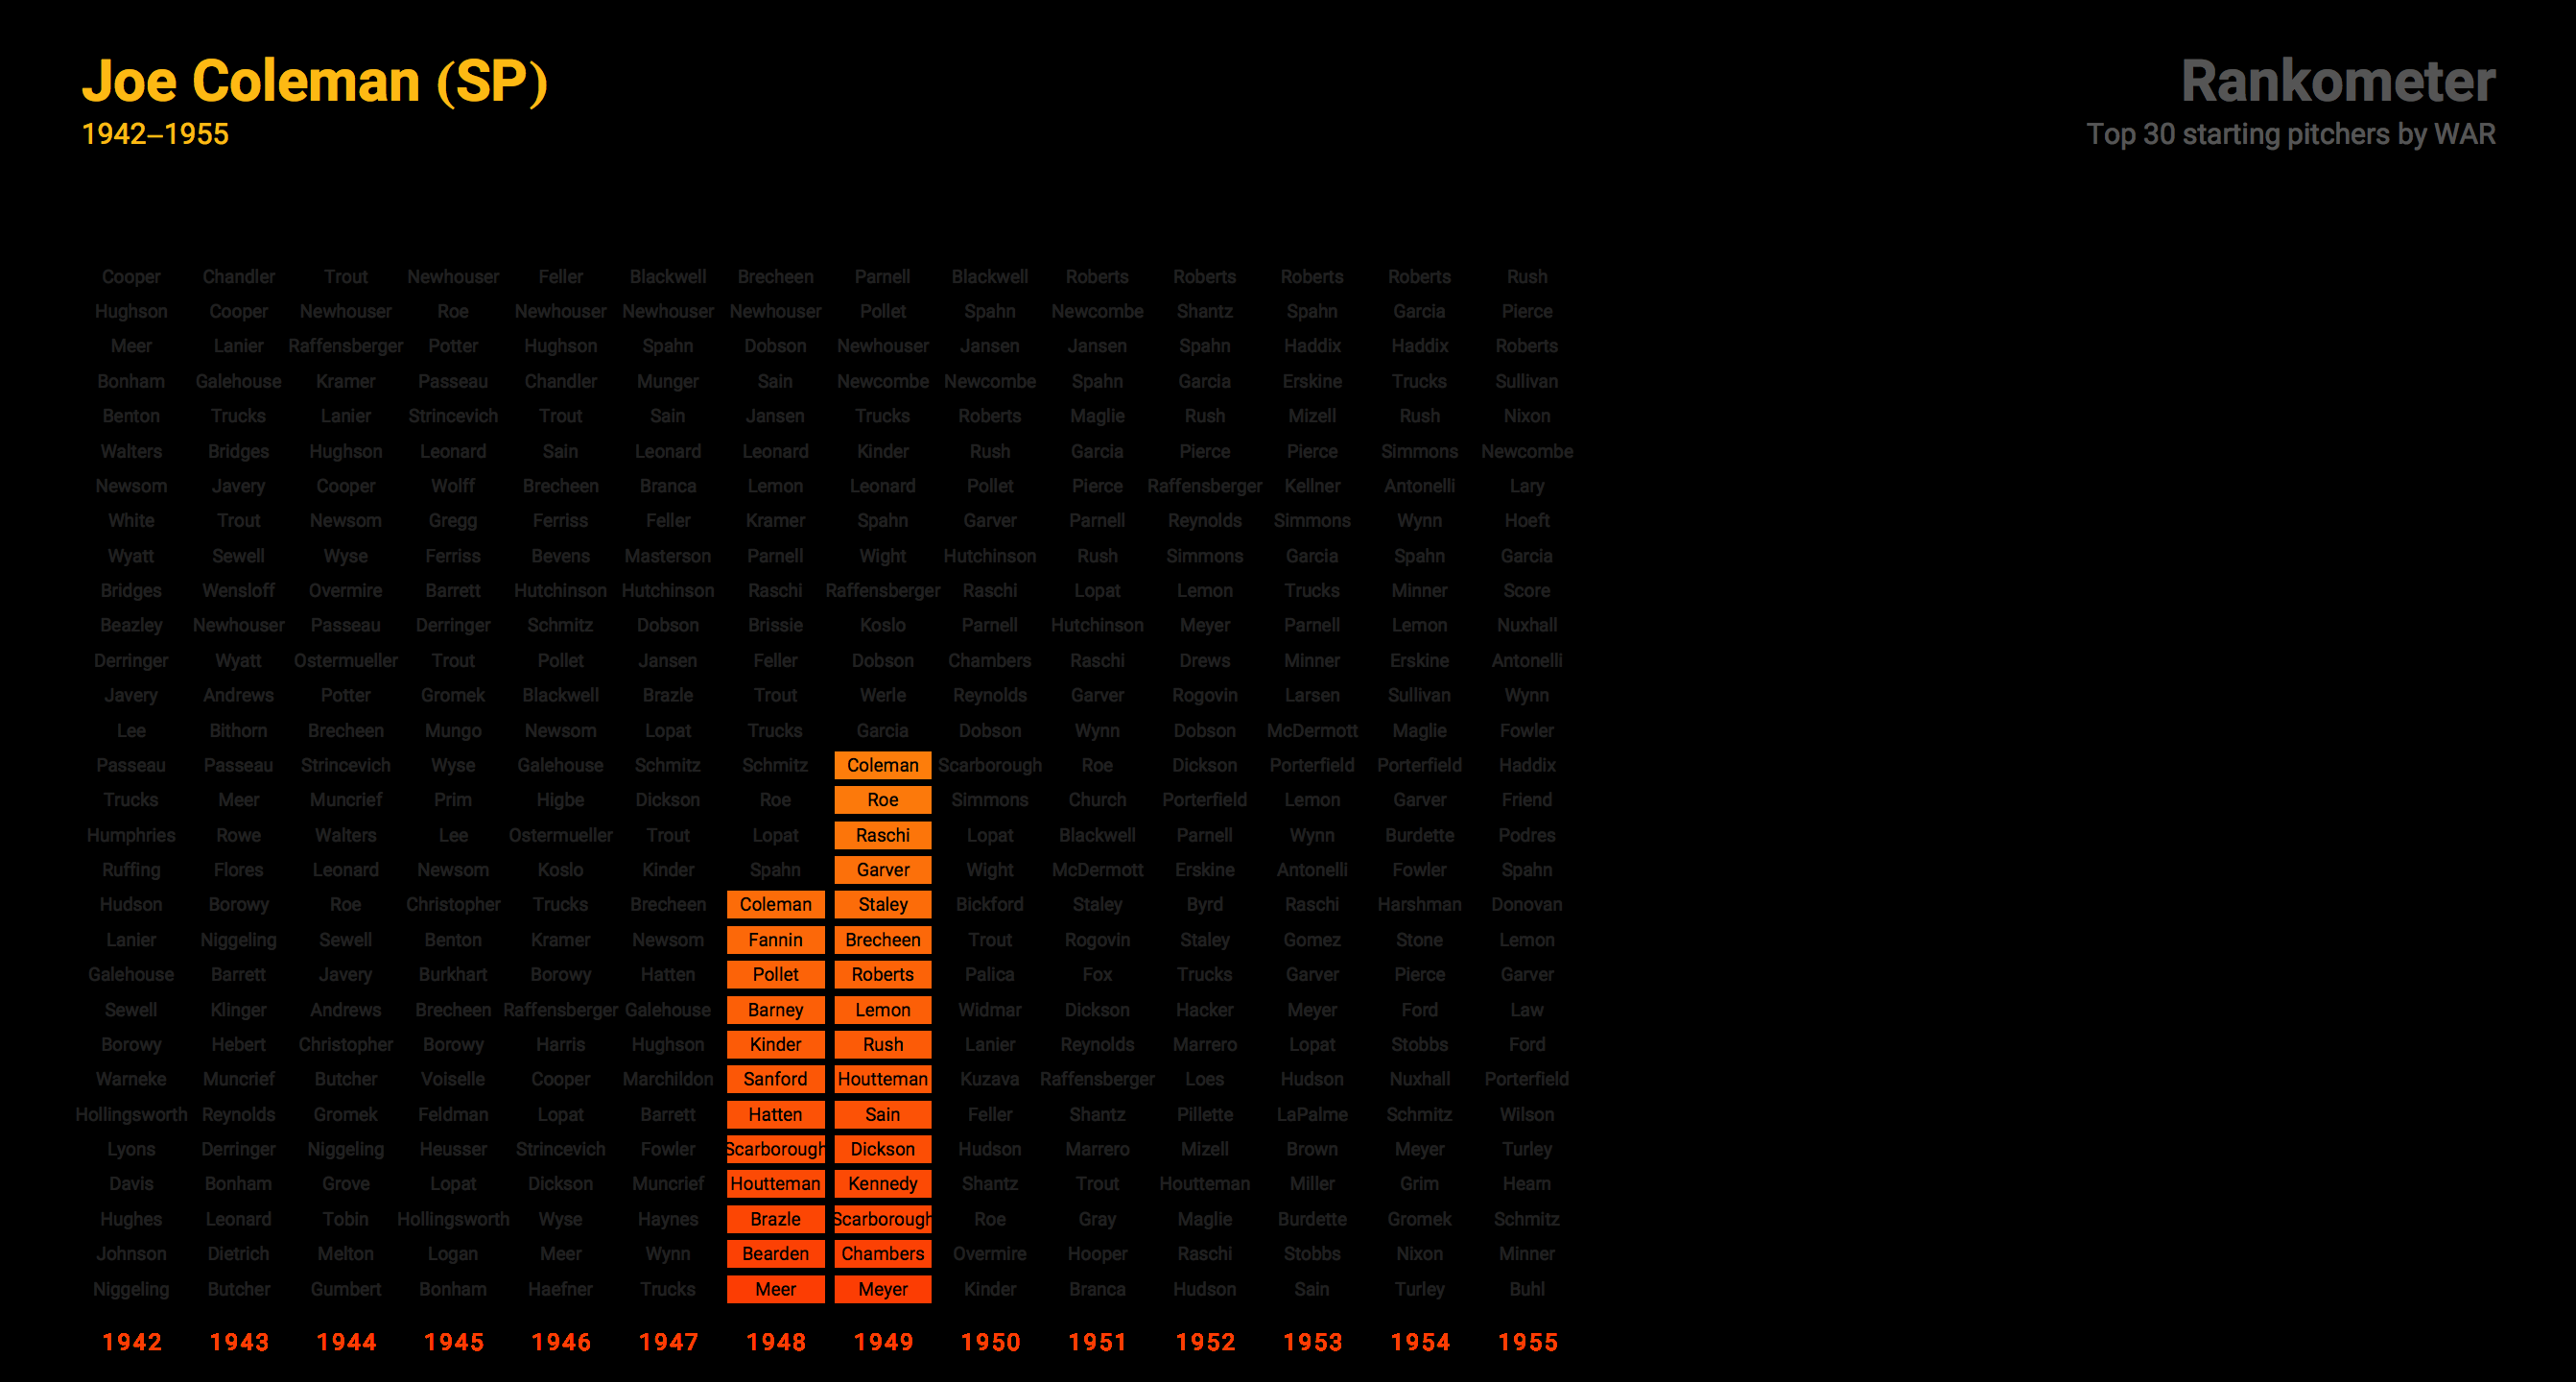 Joe Coleman (SP)
1942–1955
Rankometer
Top 30 starting pitchers by WAR
Cooper Chandler Trout Newhouser Feller Blackwell Brecheen Parnell Blackwell Roberts Roberts Roberts Roberts Rush
Hughson Cooper Newhouser Roe Newhouser Newhouser Newhouser Pollet Spahn Newcombe Shantz Spahn Garcia Pierce
Meer Lanier Raffensberger Potter Hughson Spahn Dobson Newhouser Jansen Jansen Spahn Haddix Haddix Roberts
Bonham Galehouse Kramer Passeau Chandler Munger Sain Newcombe Newcombe Spahn Garcia Erskine Trucks Sullivan
Benton Trucks Lanier Strincevich Trout Sain Jansen Trucks Roberts Maglie Rush Mizell Rush Nixon
Walters Bridges Hughson Leonard Sain Leonard Leonard Kinder Rush Garcia Pierce Pierce Simmons Newcombe
Newsom Javery Cooper Wolff Brecheen Branca Lemon Leonard Pollet Pierce Raffensberger Kellner Antonelli Lary
White Trout Newsom Gregg Ferriss Feller Kramer Spahn Garver Parnell Reynolds Simmons Wynn Hoeft
Wyatt Sewell Wyse Ferriss Bevens Masterson Parnell Wight Hutchinson Rush Simmons Garcia Spahn Garcia
Bridges Wensloff Overmire Barrett Hutchinson Hutchinson Raschi Raffensberger Raschi Lopat Lemon Trucks Minner Score
Beazley Newhouser Passeau Derringer Schmitz Dobson Brissie Koslo Parnell Hutchinson Meyer Parnell Lemon Nuxhall
Derringer Wyatt Ostermueller Trout Pollet Jansen Feller Dobson Chambers Raschi Drews Minner Erskine Antonelli
Javery Andrews Potter Gromek Blackwell Brazle Trout Werle Reynolds Garver Rogovin Larsen Sullivan Wynn
Lee Bithorn Brecheen Mungo Newsom Lopat Trucks Garcia Dobson Wynn Dobson McDermott Maglie Fowler
Passeau Passeau Strincevich Wyse Galehouse Schmitz Schmitz Coleman Scarborough Roe Dickson Porterfield Porterfield Haddix
Trucks Meer Muncrief Prim Higbe Dickson Roe Roe Simmons Church Porterfield Lemon Garver Friend
Humphries Rowe Walters Lee Ostermueller Trout Lopat Raschi Lopat Blackwell Parnell Wynn Burdette Podres
Ruffing Flores Leonard Newsom Koslo Kinder Spahn Garver Wight McDermott Erskine Antonelli Fowler Spahn
Hudson Borowy Roe Christopher Trucks Brecheen Coleman Staley Bickford Staley Byrd Raschi Harshman Donovan
Lanier Niggeling Sewell Benton Kramer Newsom Fannin Brecheen Trout Rogovin Staley Gomez Stone Lemon
Galehouse Barrett Javery Burkhart Borowy Hatten Pollet Roberts Palica Fox Trucks Garver Pierce Garver
Sewell Klinger Andrews Brecheen Raffensberger Galehouse Barney Lemon Widmar Dickson Hacker Meyer Ford Law
Borowy Hebert Christopher Borowy Harris Hughson Kinder Rush Lanier Reynolds Marrero Lopat Stobbs Ford
Warneke Muncrief Butcher Voiselle Cooper Marchildon Sanford Houtteman Kuzava Raffensberger Loes Hudson Nuxhall Porterfield
Hollingsworth Reynolds Gromek Feldman Lopat Barrett Hatten Sain Feller Shantz Pillette LaPalme Schmitz Wilson
Lyons Derringer Niggeling Heusser Strincevich Fowler Scarborough Dickson Hudson Marrero Mizell Brown Meyer Turley
Davis Bonham Grove Lopat Dickson Muncrief Houtteman Kennedy Shantz Trout Houtteman Miller Grim Hearn
Hughes Leonard Tobin Hollingsworth Wyse Haynes Brazle Scarborough Roe Gray Maglie Burdette Gromek Schmitz
Johnson Dietrich Melton Logan Meer Wynn Bearden Chambers Overmire Hooper Raschi Stobbs Nixon Minner
Niggeling Butcher Gumbert Bonham Haefner Trucks Meer Meyer Kinder Branca Hudson Sain Turley Buhl
1942 1943 1944 1945 1946 1947 1948 1949 1950 1951 1952 1953 1954 1955